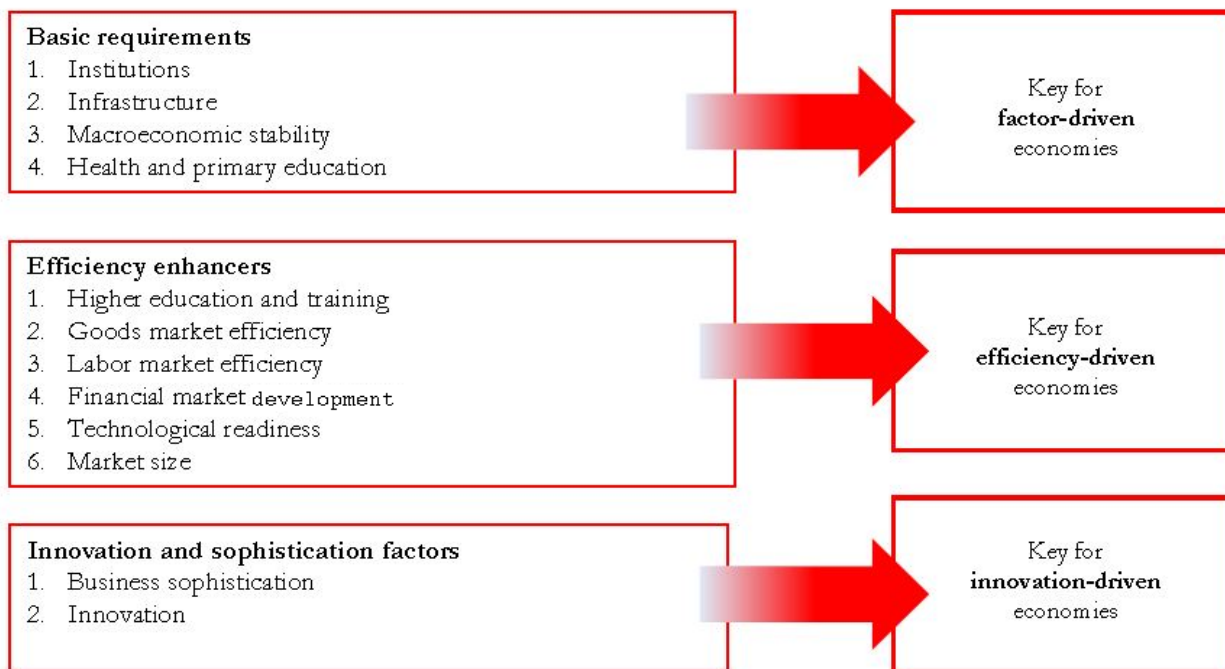 Basic requirements
1. Institutions
2. Infrastructure
3. Macroeconomic stability
4. Health and primary education
Key for
factor-driven
economies
Efficiency enhancers
1. Higher education and training
2. Goods market efficiency
3. Labor market efficiency
4. Financial market development
5. Technological readiness
6. Market size
Key for
efficiency-driven
economies
Innovation and sophistication factors
1. Business sophistication
2. Innovation
Key for
innovation-driven
economies